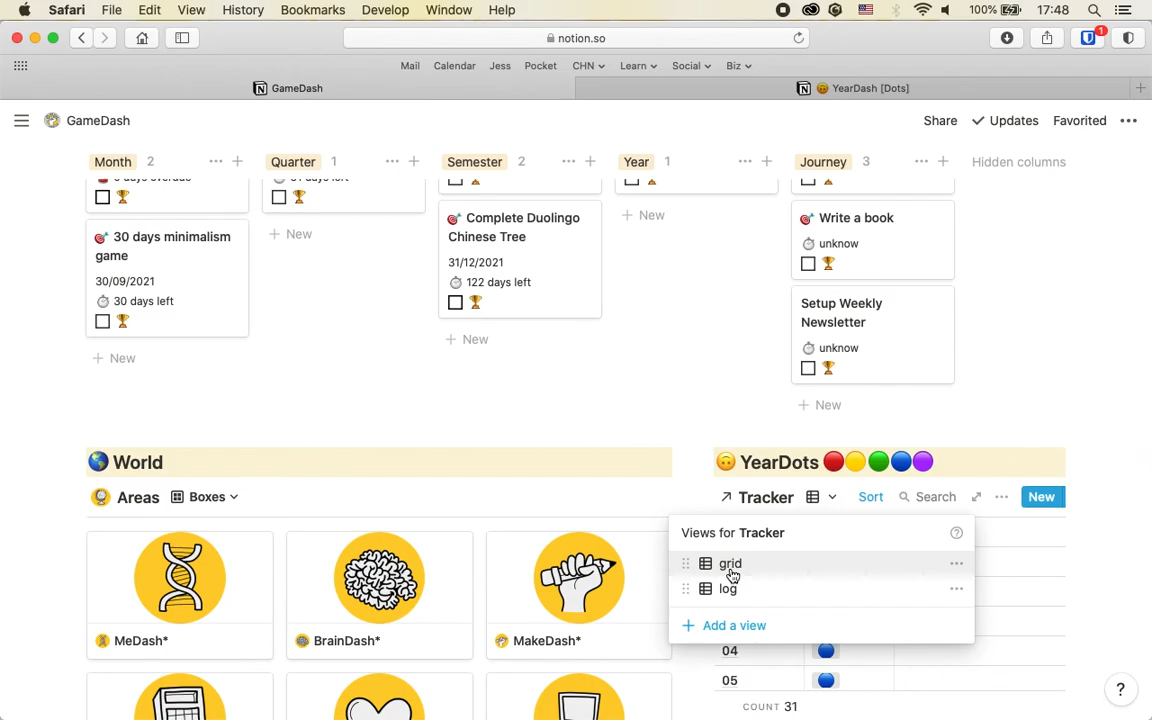 Safari File Edit View History Bookmarks Develop Window Help 100% 17:48
notion.so 1
Mail Calendar Jess Pocket CHN Learn Social Biz
GameDash YearDash [Dots]
GameDash Share Updates Favorited
Month 2 Quarter 1 Semester 2 Year 1 Journey 3 Hidden columns
+ New
+ New
30 days minimalism
game
30/09/2021
30 days left
+ New
Complete Duolingo
Chinese Tree
31/12/2021
122 days left
+ New
Write a book
unknow
Setup Weekly
Newsletter
unknow
+ New
World
Areas Boxes
MeDash* BrainDash* MakeDash*
YearDots
Tracker Sort Search New
Views for Tracker
grid
log
+ Add a view
04
05
COUNT 31
?